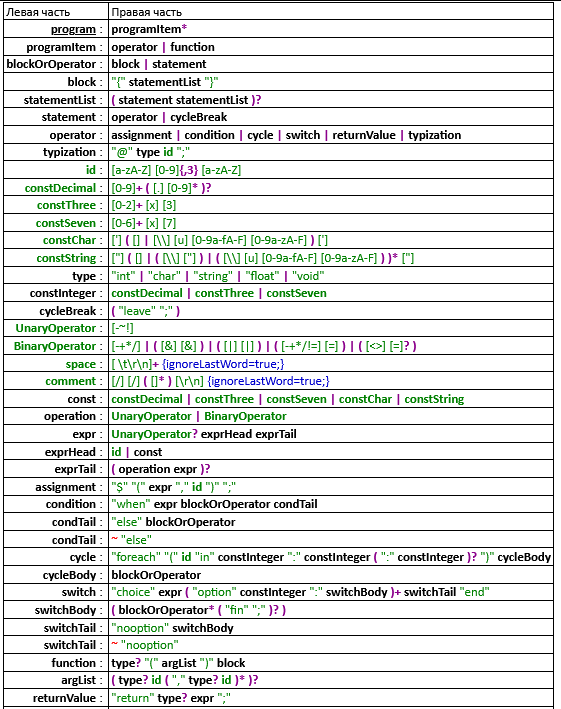 Левая часть : Правая часть
program : programItem*
programItem : operator | function
blockOrOperator : block | statement
block : "{" statementList "}"
statementList : ( statement statementList )?
statement : operator | cycleBreak
operator : assignment | condition | cycle | switch | returnValue | typization
typization : "@" type id ";"
id : [a-zA-Z] [0-9]{,3} [a-zA-Z]
constDecimal : [0-9]+ ( [.] [0-9]* )?
constThree : [0-2]+ [x] [3]
constSeven : [0-6]+ [x] [7]
constChar : ['] ( [] | [\\] [u] [0-9a-fA-F] [0-9a-zA-F] ) [']
constString : ["] ( [] | ( [\\] ["] ) | ( [\\] [u] [0-9a-fA-F] [0-9a-zA-F] ) )* ["]
type : "int" | "char" | "string" | "float" | "void"
constInteger : constDecimal | constThree | constSeven
cycleBreak : ( "leave" ";" )
UnaryOperator : [-~!]
BinaryOperator : [-+*/] | ( [&] [&] ) | ( [|] [|] ) | ( [-+*/!=] [=] ) | ( [<>] [=]? )
space : [ \t\r\n]+ {ignoreLastWord=true;}
comment : [/] [/] ( []* ) [\r\n] {ignoreLastWord=true;}
const : constDecimal | constThree | constSeven | constChar | constString
operation : UnaryOperator | BinaryOperator
expr : UnaryOperator? exprHead exprTail
exprHead : id | const
exprTail : ( operation expr )?
assignment : "$" "(" expr "," id ")" ";"
condition : "when" expr blockOrOperator condTail
condTail : "else" blockOrOperator
condTail : ~ "else"
cycle : "foreach" "(" id "in" constInteger ":" constInteger ( ":" constInteger )? ")" cycleBody
cycleBody : blockOrOperator
switch : "choice" expr ( "option" constInteger ":" switchBody )+ switchTail "end"
switchBody : ( blockOrOperator* ( "fin" ";" )? )
switchTail : "nooption" switchBody
switchTail : ~ "nooption"
function : type? "(" argList ")" block
argList : ( type? id ( "," type? id )* )?
returnValue : "return" type? expr ";"